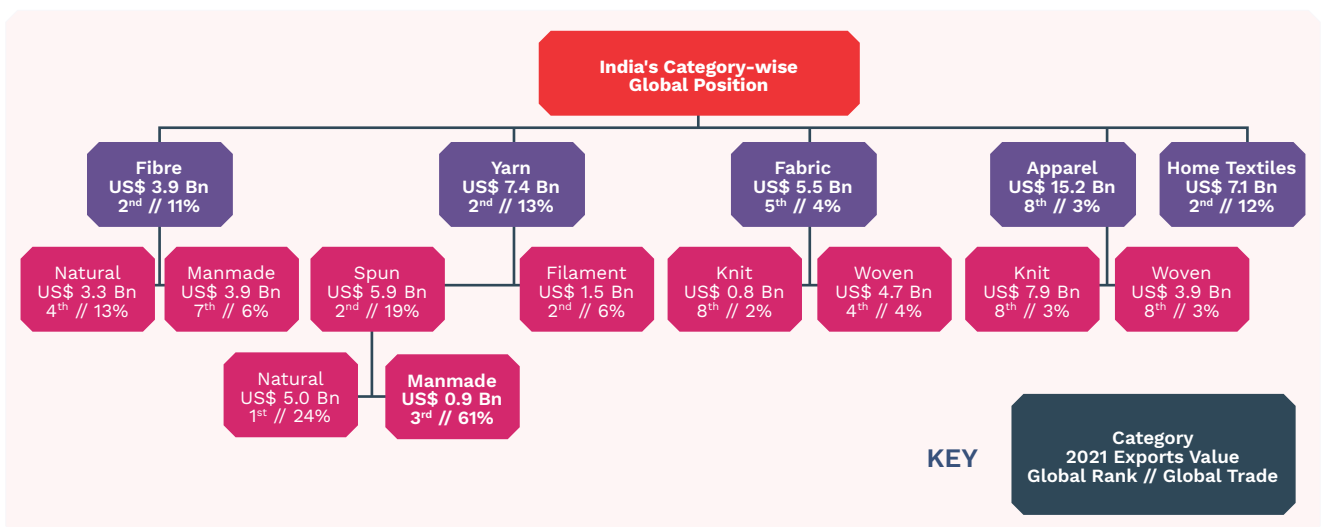 India's Category-wise
Global Position
Fibre
US$ 3.9 Bn
2nd // 11%
Yarn
US$ 7.4 Bn
2nd // 13%
Fabric
US$ 5.5 Bn
5th // 4%
Apparel
US$ 15.2 Bn
8th // 3%
Home Textiles
US$ 7.1 Bn
2nd // 12%
Natural
US$ 3.3 Bn
4th // 13%
Manmade
US$ 3.9 Bn
7th // 6%
Spun
US$ 5.9 Bn
2nd // 19%
Filament
US$ 1.5 Bn
2nd // 6%
Knit
US$ 0.8 Bn
8th // 2%
Woven
US$ 4.7 Bn
4th // 4%
Knit
US$ 7.9 Bn
8th // 3%
Woven
US$ 3.9 Bn
8th // 3%
Natural
US$ 5.0 Bn
1st // 24%
Manmade
US$ 0.9 Bn
3rd // 61%
KEY
Category
2021 Exports Value
Global Rank // Global Trade